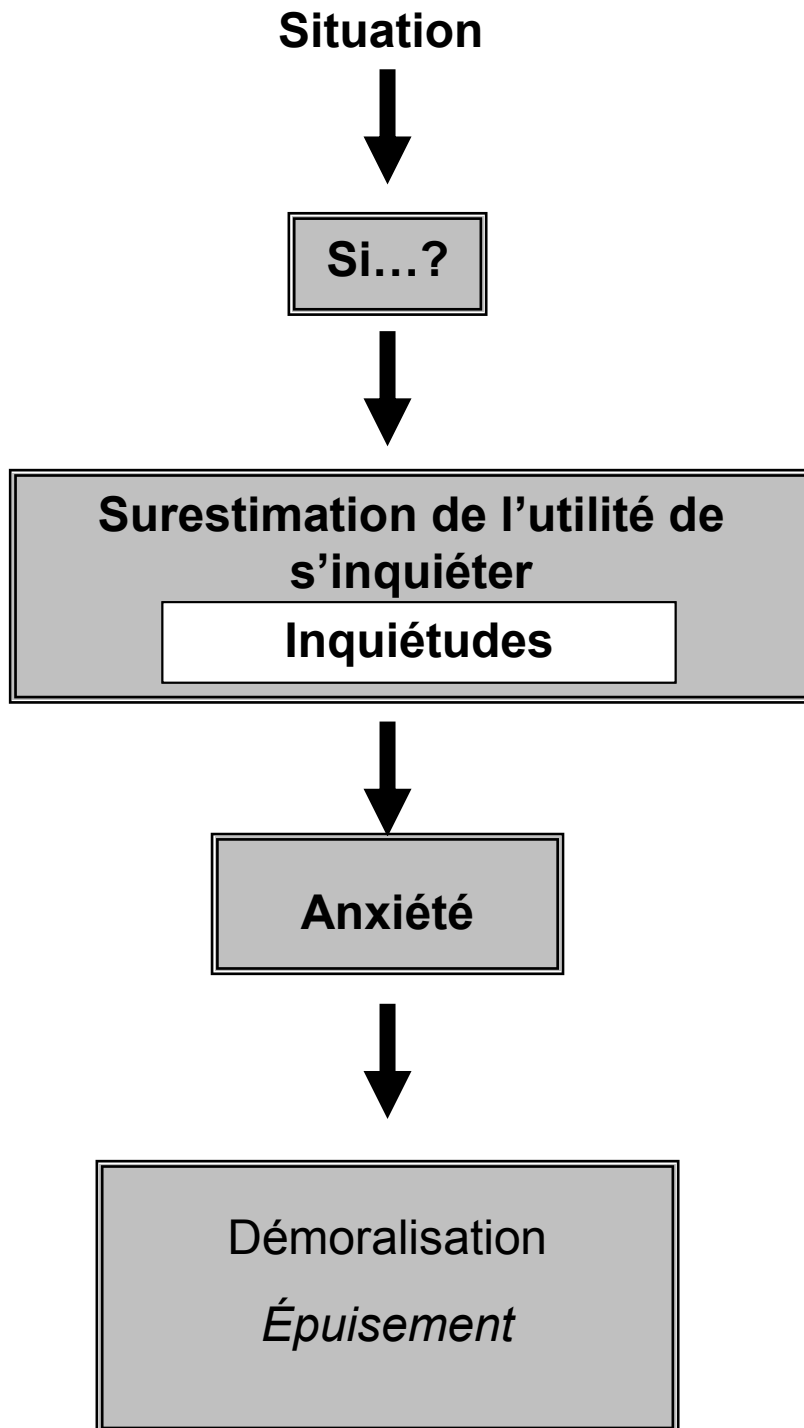 Situation
Si…?
Surestimation de l’utilité de
s’inquiéter
Inquiétudes
Anxiété
Démoralisation
Épuisement